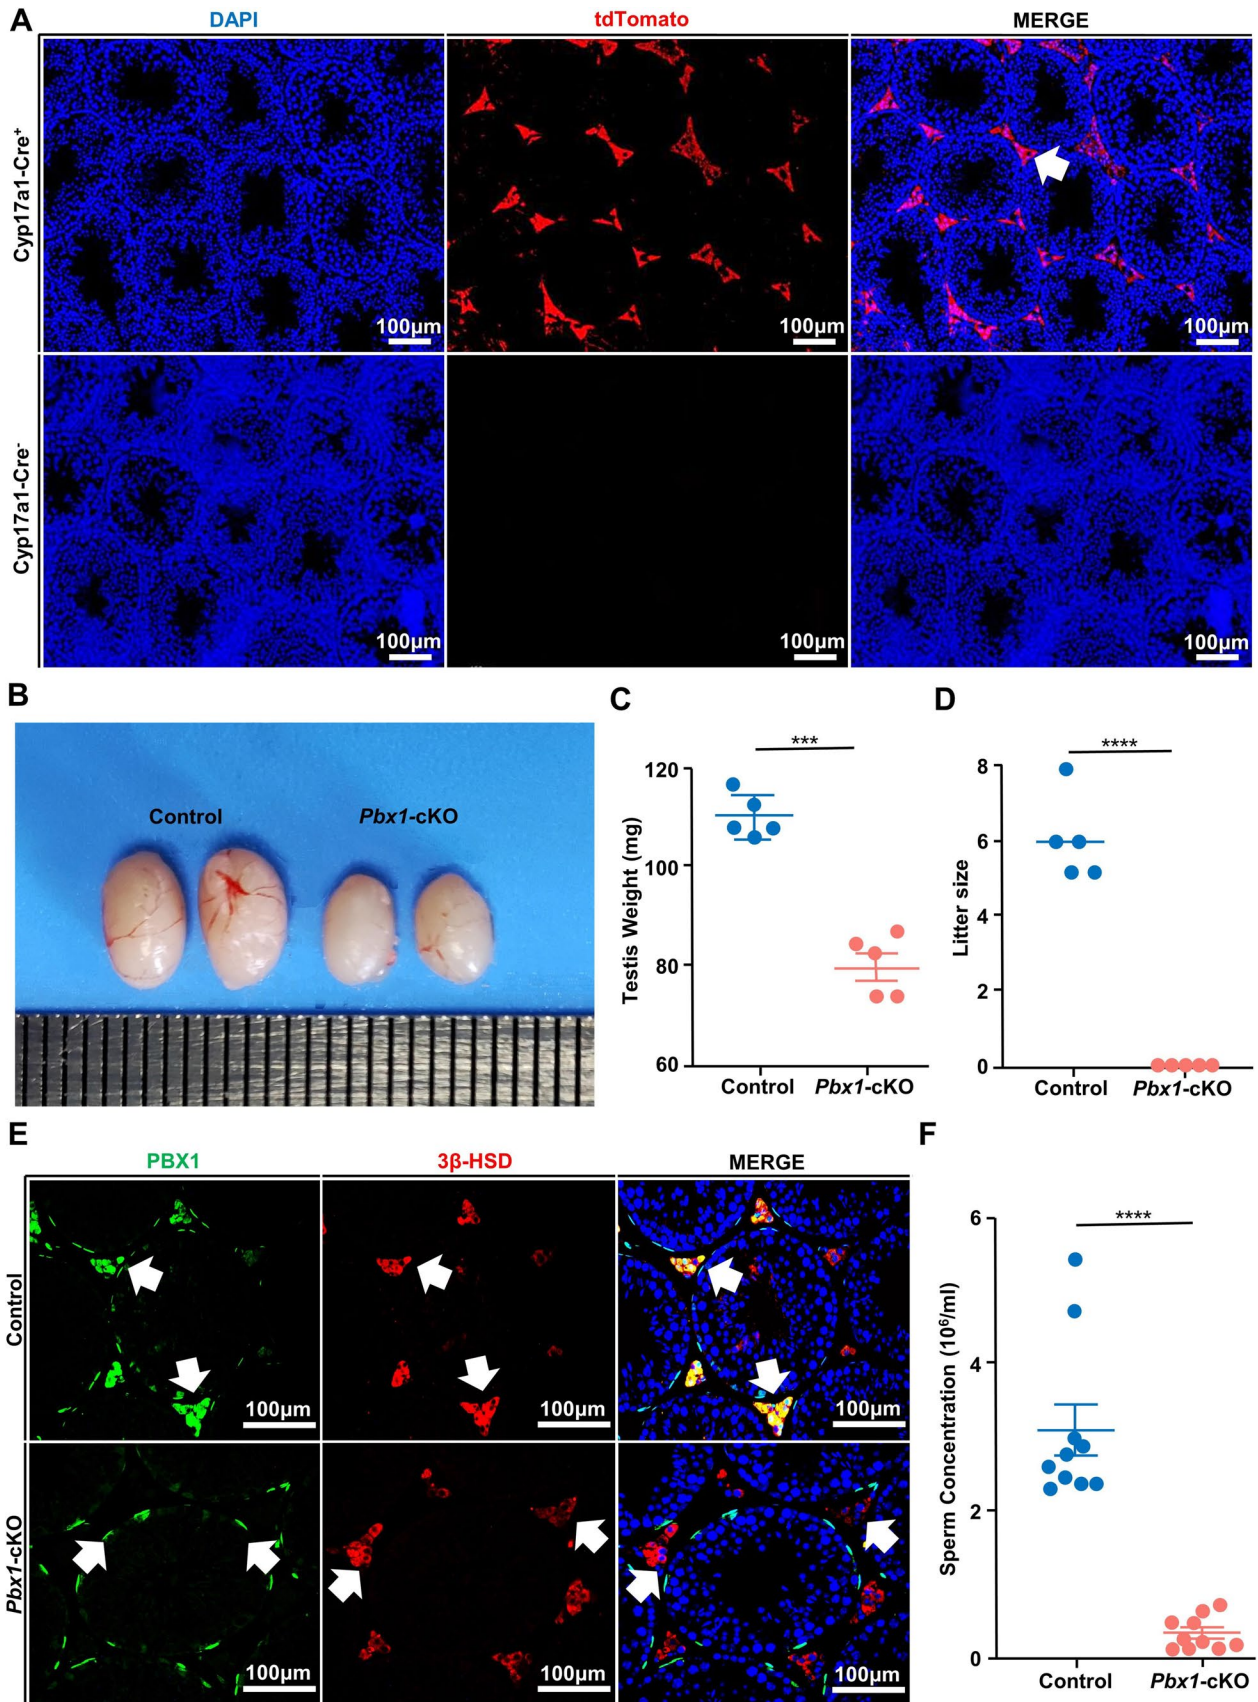 A
DAPI
tdTomato
MERGE
Cyp17a1-Cre⁺
100μm
100μm
100μm
Cyp17a1-Cre⁻
100μm
100μm
100μm
B
Control
Pbx1-cKO
C
***
Testis Weight (mg)
120
100
80
60
Control
Pbx1-cKO
D
****
Litter size
8
6
4
2
0
Control
Pbx1-cKO
E
PBX1
3β-HSD
MERGE
Control
100μm
100μm
100μm
Pbx1-cKO
100μm
100μm
100μm
F
****
Sperm Concentration (10⁶/ml)
6
4
2
0
Control
Pbx1-cKO